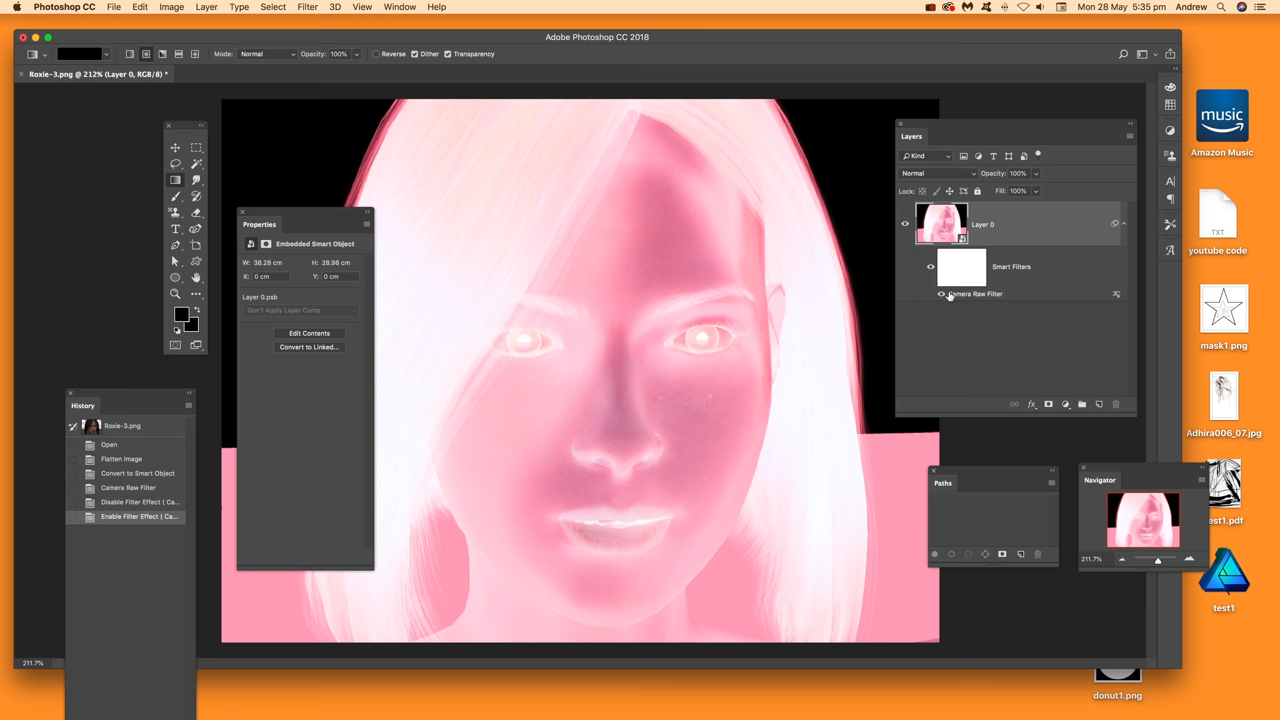 Photoshop CC File Edit Image Layer Type Select Filter 3D View Window Help Mon 28 May 5:35 pm Andrew
Adobe Photoshop CC 2018
Mode: Normal Opacity: 100% Reverse Dither Transparency
Roxie-3.png @ 212% (Layer 0, RGB/8) *
music
Amazon Music
TXT
youtube code
mask1.png
Adhira006_07.jpg
est1.pdf
test1
donut1.png
Layers
Kind
Normal Opacity: 100%
Lock: Fill: 100%
Layer 0
Smart Filters
Camera Raw Filter
fx
Properties
Embedded Smart Object
W: 38.28 cm H: 28.96 cm
X: 0 cm Y: 0 cm
Layer 0.psb
Don't Apply Layer Comp
Edit Contents
Convert to Linked...
History
Roxie-3.png
Open
Flatten Image
Convert to Smart Object
Camera Raw Filter
Disable Filter Effect ( Ca...
Enable Filter Effect ( Ca...
Paths
Navigator
211.7%
211.7%